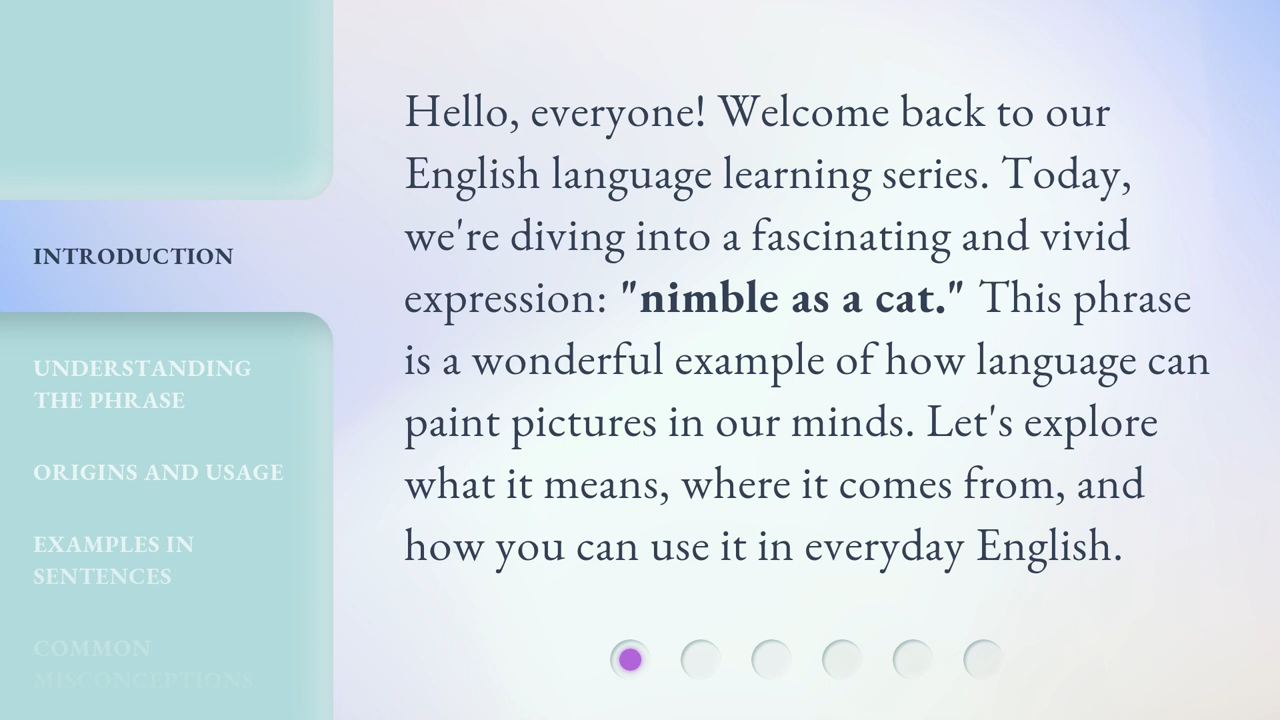 INTRODUCTION
UNDERSTANDING
THE PHRASE
ORIGINS AND USAGE
EXAMPLES IN
SENTENCES
COMMON
MISCONCEPTIONS
Hello, everyone! Welcome back to our
English language learning series. Today,
we're diving into a fascinating and vivid
expression: "nimble as a cat." This phrase
is a wonderful example of how language can
paint pictures in our minds. Let's explore
what it means, where it comes from, and
how you can use it in everyday English.